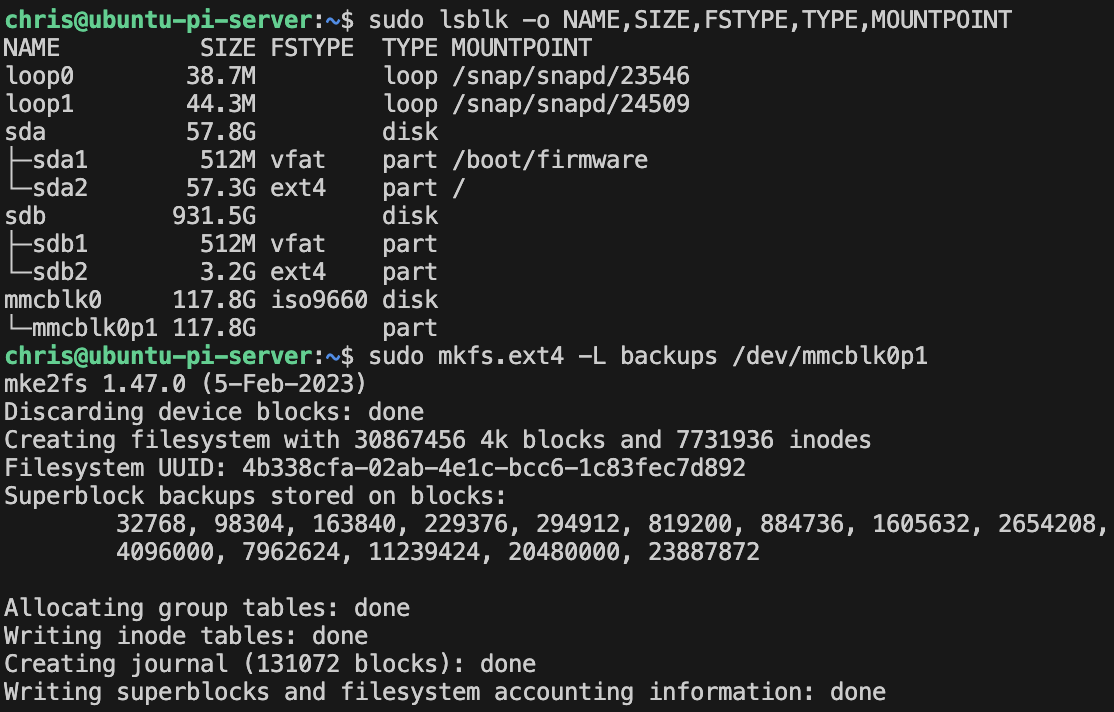 chris@ubuntu-pi-server:~$ sudo lsblk -o NAME,SIZE,FSTYPE,TYPE,MOUNTPOINT
NAME          SIZE FSTYPE  TYPE MOUNTPOINT
loop0        38.7M         loop /snap/snapd/23546
loop1        44.3M         loop /snap/snapd/24509
sda          57.8G         disk
├─sda1        512M vfat    part /boot/firmware
└─sda2       57.3G ext4    part /
sdb         931.5G         disk
├─sdb1        512M vfat    part
└─sdb2        3.2G ext4    part
mmcblk0     117.8G iso9660 disk
└─mmcblk0p1 117.8G         part
chris@ubuntu-pi-server:~$ sudo mkfs.ext4 -L backups /dev/mmcblk0p1
mke2fs 1.47.0 (5-Feb-2023)
Discarding device blocks: done
Creating filesystem with 30867456 4k blocks and 7731936 inodes
Filesystem UUID: 4b338cfa-02ab-4e1c-bcc6-1c83fec7d892
Superblock backups stored on blocks:
        32768, 98304, 163840, 229376, 294912, 819200, 884736, 1605632, 2654208,
        4096000, 7962624, 11239424, 20480000, 23887872

Allocating group tables: done
Writing inode tables: done
Creating journal (131072 blocks): done
Writing superblocks and filesystem accounting information: done